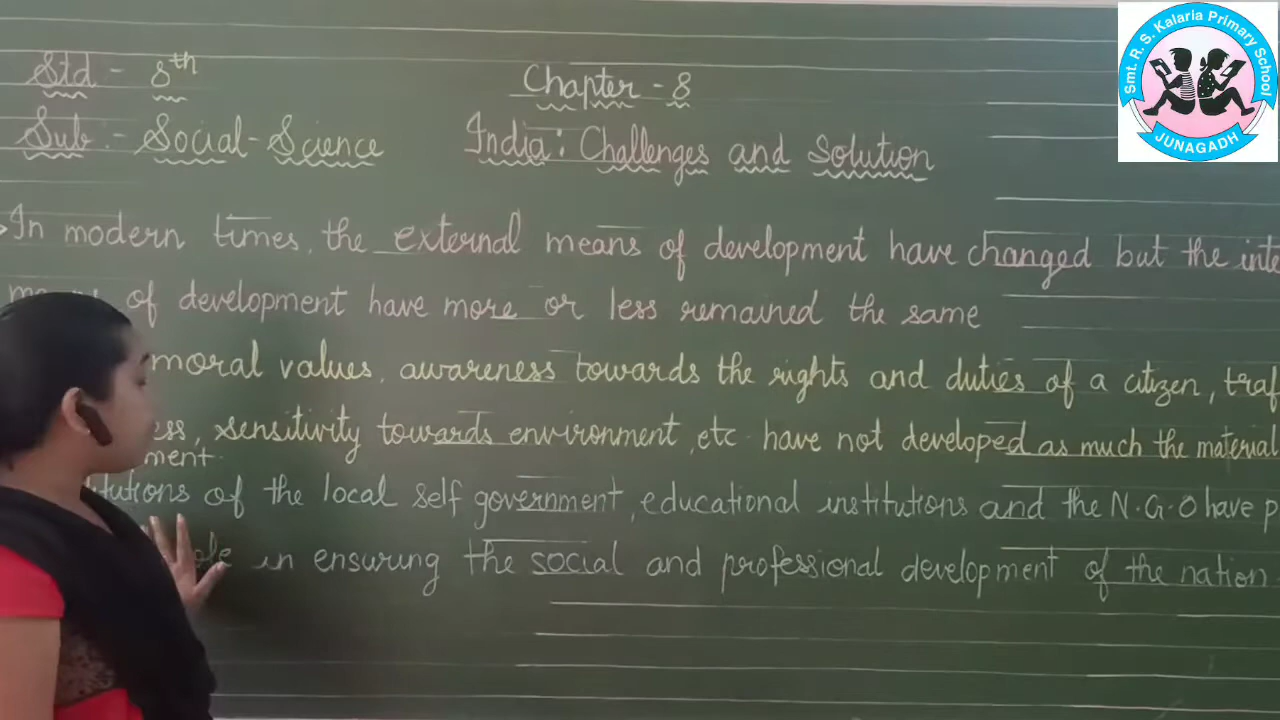 Std - 8th
Chapter - 8
Sub.- Social-Science
India: Challenges and Solution
In modern times, the external means of development have changed but the inte
of development have more or less remained the same
moral values, awareness towards the rights and duties of a citizen, traf
ess, sensitivity towards environment, etc have not developed as much the material
ment.
tutions of the local self government, educational institutions and the N.G.O have p
in ensuring the social and professional development of the nation.
Smt. R. S. Kalaria Primary School
JUNAGADH